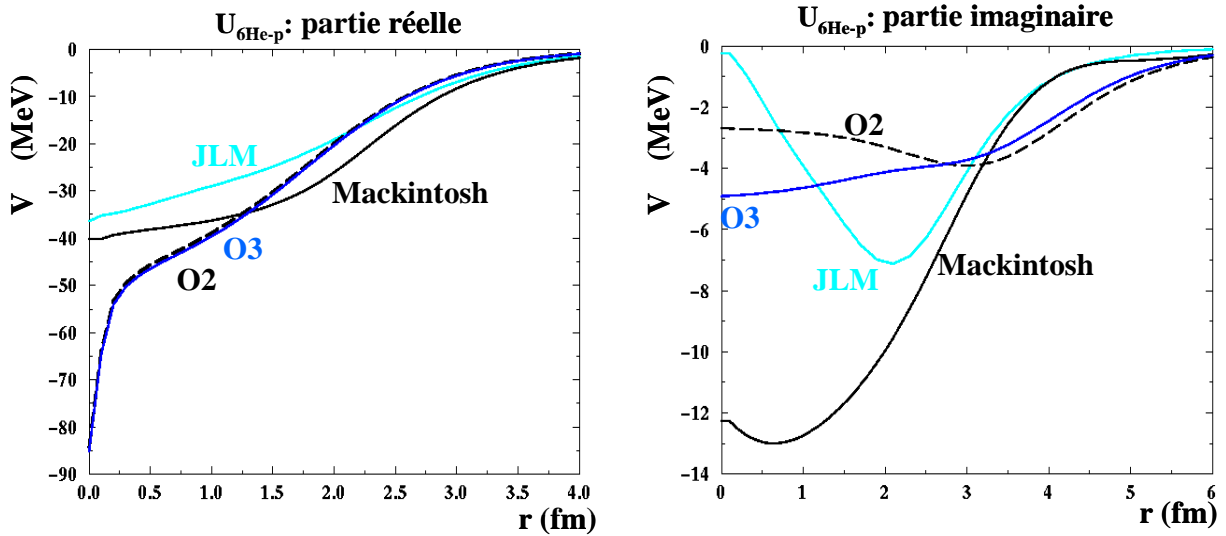 U6He-p: partie réelle
V (MeV)
0
−10
−20
−30
−40
−50
−60
−70
−80
−90
JLM
Mackintosh
O3
O2
0.0 0.5 1.0 1.5 2.0 2.5 3.0 3.5 4.0
r (fm)
U6He-p: partie imaginaire
V (MeV)
0
−2
−4
−6
−8
−10
−12
−14
O2
O3
JLM
Mackintosh
0 1 2 3 4 5 6
r (fm)